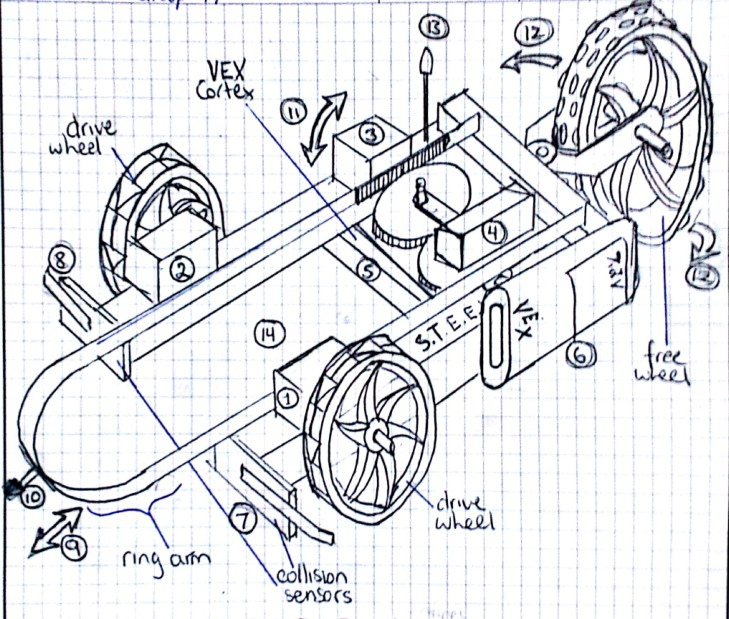 13
12
VEX
Cortex
11
3
drive
wheel
4
2
8
5
7.2V
12
14
S.T.E.E.
VEX
6
1
free
wheel
10
7
drive
wheel
9
ring arm
collision
sensors